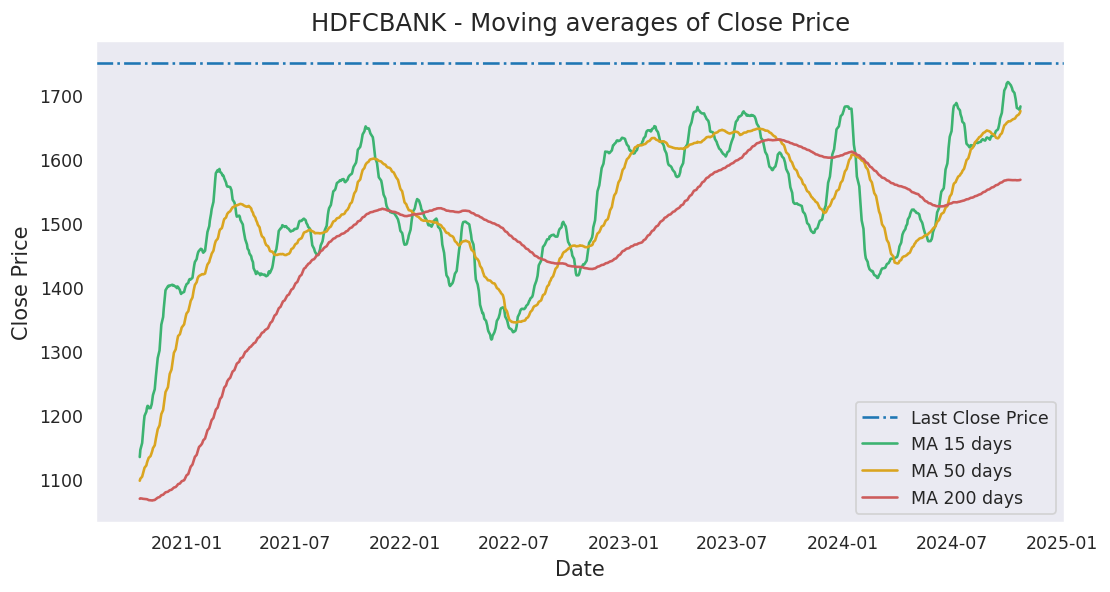 HDFCBANK - Moving averages of Close Price
Close Price
1700
1600
1500
1400
1300
1200
1100
Last Close Price
MA 15 days
MA 50 days
MA 200 days
2021-01 2021-07 2022-01 2022-07 2023-01 2023-07 2024-01 2024-07 2025-01
Date